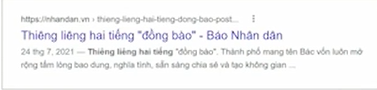 https://nhandan.vn › thieng-lieng-hai-tieng-dong-bao-post...
Thiêng liêng hai tiếng "đồng bào" - Báo Nhân dân
24 thg 7, 2021 — Thiêng liêng hai tiếng "đồng bào". Thành phố mang tên Bác vốn luôn mở
rộng tấm lòng bao dung, nghĩa tình, sẵn sàng chia sẻ và tạo không gian ...